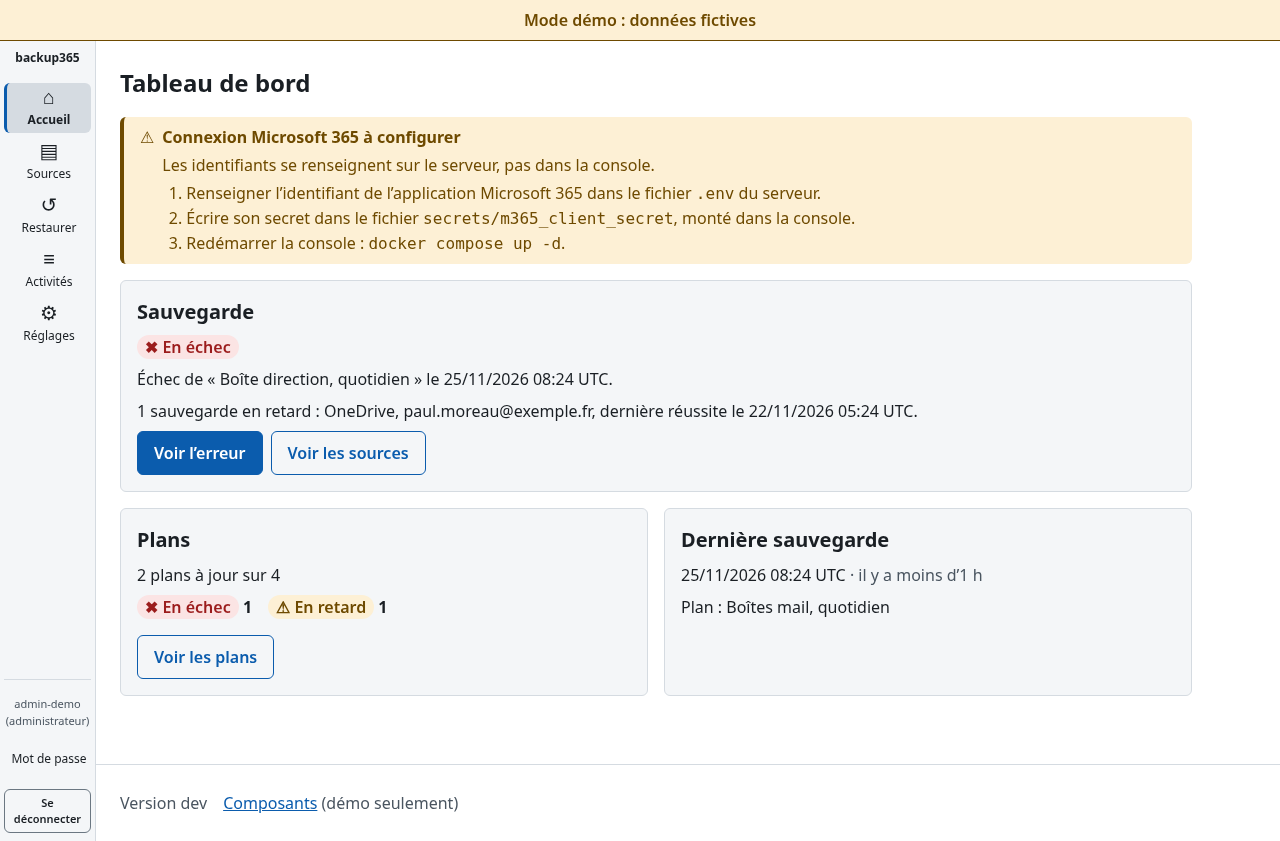 Mode démo : données fictives
backup365
Accueil
Sources
Restaurer
Activités
Réglages
admin-demo
(administrateur)
Mot de passe
Se
déconnecter
Tableau de bord
⚠ Connexion Microsoft 365 à configurer
Les identifiants se renseignent sur le serveur, pas dans la console.
1. Renseigner l’identifiant de l’application Microsoft 365 dans le fichier .env du serveur.
2. Écrire son secret dans le fichier secrets/m365_client_secret, monté dans la console.
3. Redémarrer la console : docker compose up -d.
Sauvegarde
✖ En échec
Échec de « Boîte direction, quotidien » le 25/11/2026 08:24 UTC.
1 sauvegarde en retard : OneDrive, paul.moreau@exemple.fr, dernière réussite le 22/11/2026 05:24 UTC.
Voir l’erreur Voir les sources
Plans
2 plans à jour sur 4
✖ En échec 1 ⚠ En retard 1
Voir les plans
Dernière sauvegarde
25/11/2026 08:24 UTC · il y a moins d’1 h
Plan : Boîtes mail, quotidien
Version dev Composants (démo seulement)